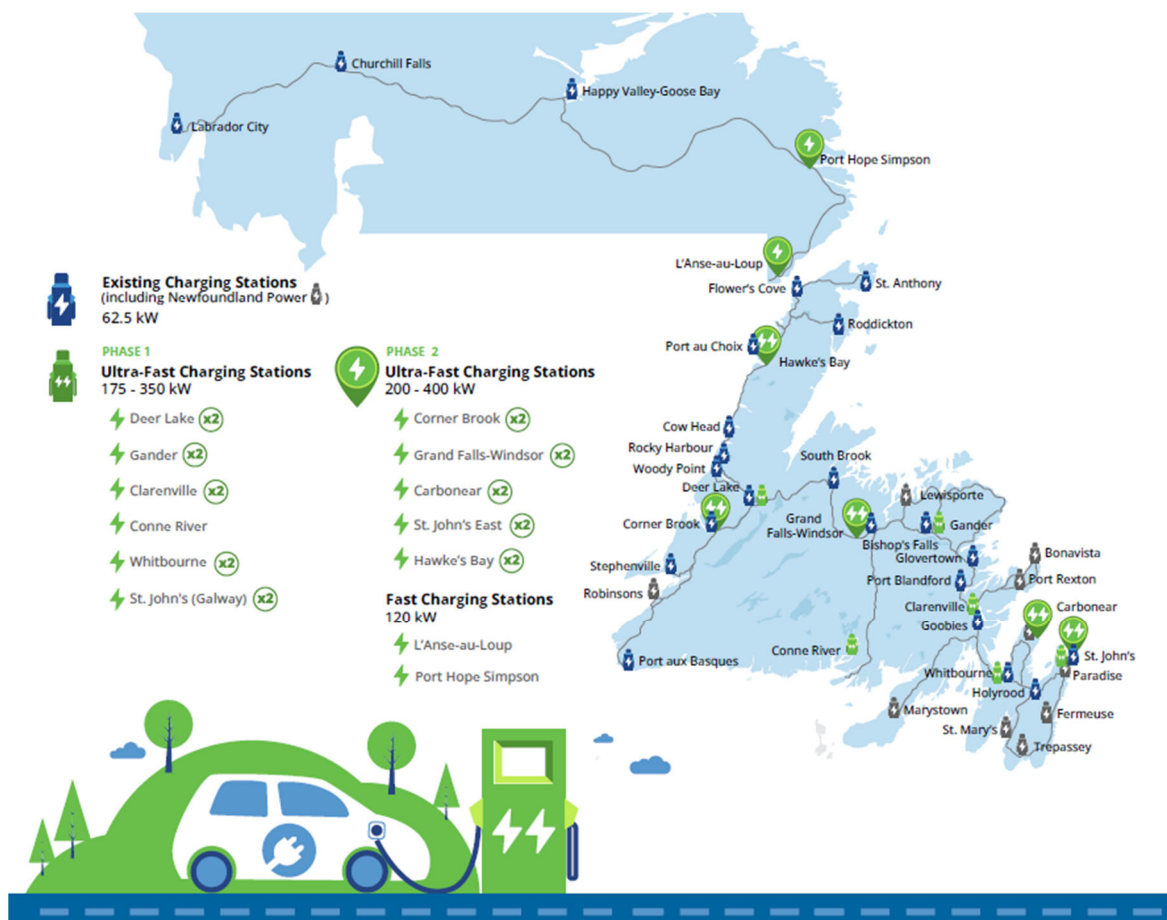 Churchill Falls
Happy Valley-Goose Bay
Labrador City
Port Hope Simpson
L'Anse-au-Loup
Flower's Cove
St. Anthony
Roddickton
Port au Choix
Hawke's Bay
Existing Charging Stations
(including Newfoundland Power )
62.5 kW
PHASE 1
Ultra-Fast Charging Stations
175 - 350 kW
Deer Lake x2
Gander x2
Clarenville x2
Conne River
Whitbourne x2
St. John's (Galway) x2
PHASE 2
Ultra-Fast Charging Stations
200 - 400 kW
Corner Brook x2
Grand Falls-Windsor x2
Carbonear x2
St. John's East x2
Hawke's Bay x2
Fast Charging Stations
120 kW
L'Anse-au-Loup
Port Hope Simpson
Cow Head
Rocky Harbour
Woody Point
South Brook
Deer Lake
Lewisporte
Corner Brook
Grand
Falls-Windsor
Gander
Bishop's Falls
Glovertown
Bonavista
Stephenville
Port Blandford
Port Rexton
Robinsons
Clarenville
Carbonear
Goobies
Conne River
St. John's
Port aux Basques
Whitbourne
Paradise
Holyrood
Marystown
Fermeuse
St. Mary's
Trepassey